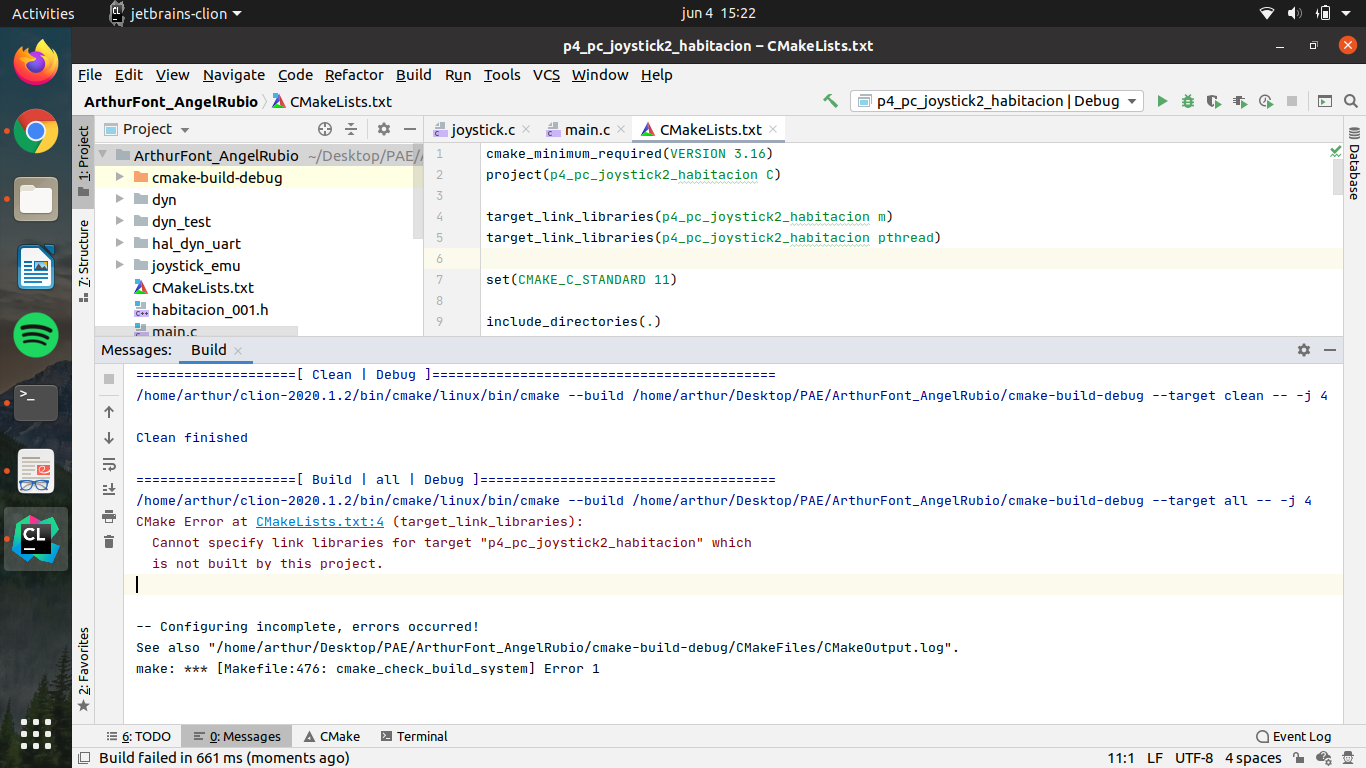 Activities
jetbrains-clion
jun 4 15:22
p4_pc_joystick2_habitacion – CMakeLists.txt
File Edit View Navigate Code Refactor Build Run Tools VCS Window Help
ArthurFont_AngelRubio
CMakeLists.txt
p4_pc_joystick2_habitacion | Debug
1: Project
7: Structure
2: Favorites
Project
ArthurFont_AngelRubio ~/Desktop/PAE/
cmake-build-debug
dyn
dyn_test
hal_dyn_uart
joystick_emu
CMakeLists.txt
habitacion_001.h
main.c
joystick.c
main.c
CMakeLists.txt
1 cmake_minimum_required(VERSION 3.16)
2 project(p4_pc_joystick2_habitacion C)
3
4 target_link_libraries(p4_pc_joystick2_habitacion m)
5 target_link_libraries(p4_pc_joystick2_habitacion pthread)
6
7 set(CMAKE_C_STANDARD 11)
8
9 include_directories(.)
Database
Messages: Build
====================[ Clean | Debug ]===========================================
/home/arthur/clion-2020.1.2/bin/cmake/linux/bin/cmake --build /home/arthur/Desktop/PAE/ArthurFont_AngelRubio/cmake-build-debug --target clean -- -j 4
Clean finished
====================[ Build | all | Debug ]=====================================
/home/arthur/clion-2020.1.2/bin/cmake/linux/bin/cmake --build /home/arthur/Desktop/PAE/ArthurFont_AngelRubio/cmake-build-debug --target all -- -j 4
CMake Error at CMakeLists.txt:4 (target_link_libraries):
Cannot specify link libraries for target "p4_pc_joystick2_habitacion" which
is not built by this project.
-- Configuring incomplete, errors occurred!
See also "/home/arthur/Desktop/PAE/ArthurFont_AngelRubio/cmake-build-debug/CMakeFiles/CMakeOutput.log".
make: *** [Makefile:476: cmake_check_build_system] Error 1
6: TODO
0: Messages
CMake
Terminal
Event Log
Build failed in 661 ms (moments ago)
11:1 LF UTF-8 4 spaces
CL